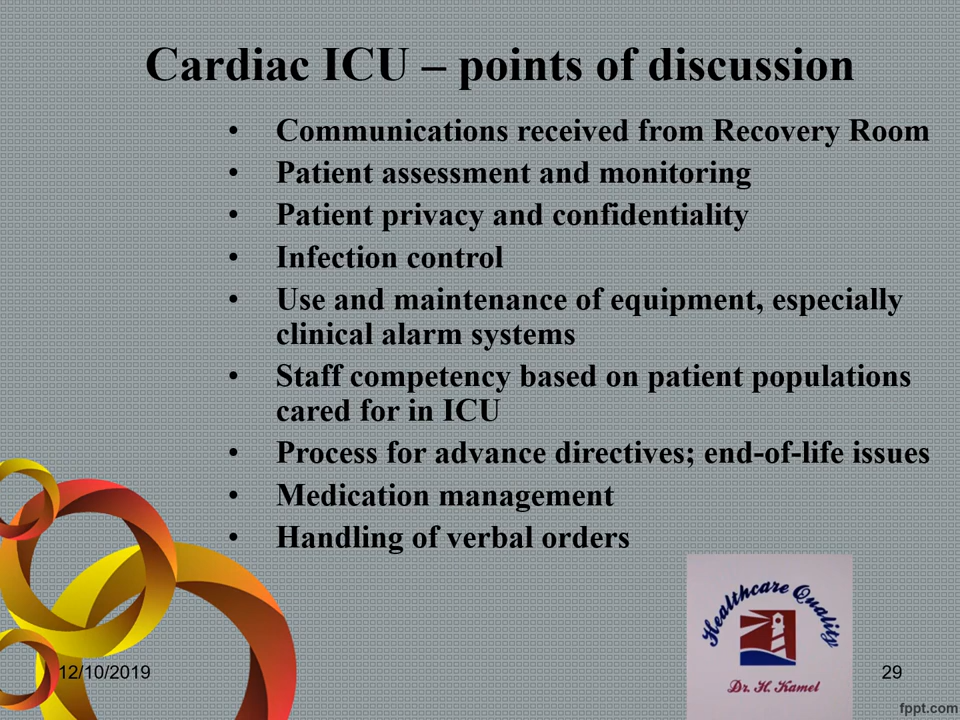 Cardiac ICU – points of discussion
• Communications received from Recovery Room
• Patient assessment and monitoring
• Patient privacy and confidentiality
• Infection control
• Use and maintenance of equipment, especially
clinical alarm systems
• Staff competency based on patient populations
cared for in ICU
• Process for advance directives; end-of-life issues
• Medication management
• Handling of verbal orders
Healthcare Quality
Dr. H. Kamel
12/10/2019
29
fppt.com